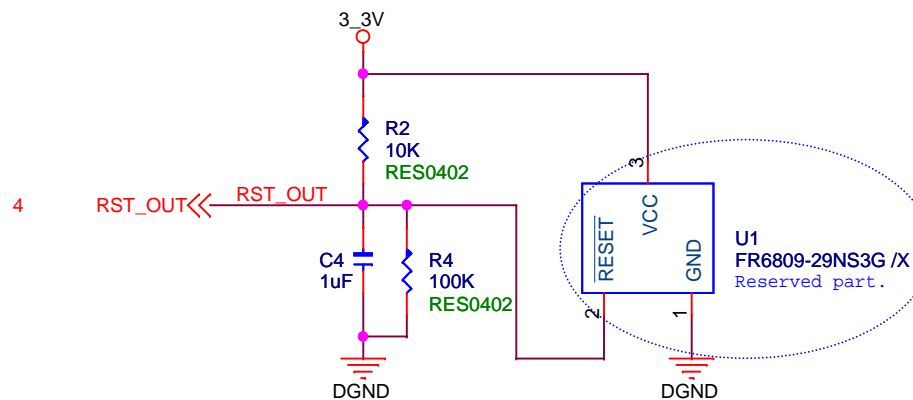 3_3V
R2
10K
RES0402
4
RST_OUT
RST_OUT
C4
1uF
R4
100K
RES0402
3
VCC
RESET
GND
2
1
U1
FR6809-29NS3G /X
Reserved part.
DGND
DGND